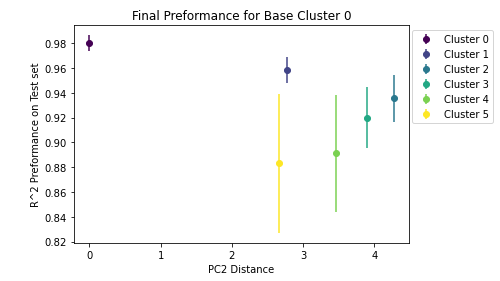 Final Preformance for Base Cluster 0
R^2 Preformance on Test set
0.98
0.96
0.94
0.92
0.90
0.88
0.86
0.84
0.82
0 1 2 3 4
PC2 Distance
Cluster 0
Cluster 1
Cluster 2
Cluster 3
Cluster 4
Cluster 5